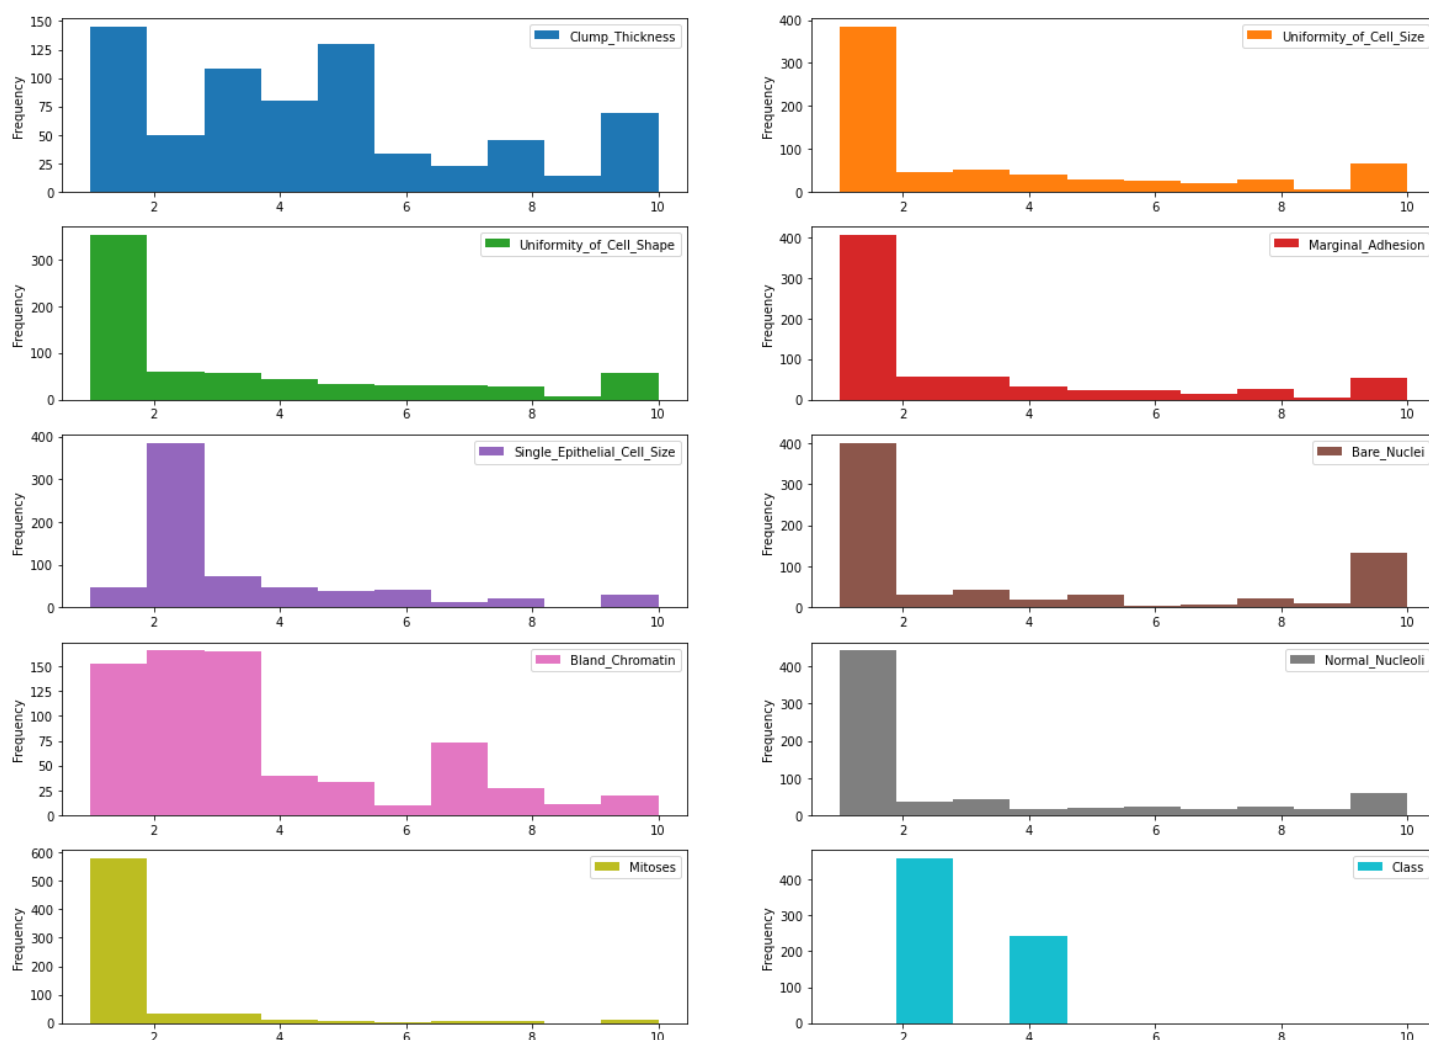 150
125
100
75
50
25
0
Frequency
Clump_Thickness
2 4 6 8 10
400
300
200
100
0
Frequency
Uniformity_of_Cell_Size
2 4 6 8 10
300
200
100
0
Frequency
Uniformity_of_Cell_Shape
2 4 6 8 10
400
300
200
100
0
Frequency
Marginal_Adhesion
2 4 6 8 10
400
300
200
100
0
Frequency
Single_Epithelial_Cell_Size
2 4 6 8 10
400
300
200
100
0
Frequency
Bare_Nuclei
2 4 6 8 10
150
125
100
75
50
25
0
Frequency
Bland_Chromatin
2 4 6 8 10
400
300
200
100
0
Frequency
Normal_Nucleoli
2 4 6 8 10
600
500
400
300
200
100
0
Frequency
Mitoses
2 4 6 8 10
400
300
200
100
0
Frequency
Class
2 4 6 8 10